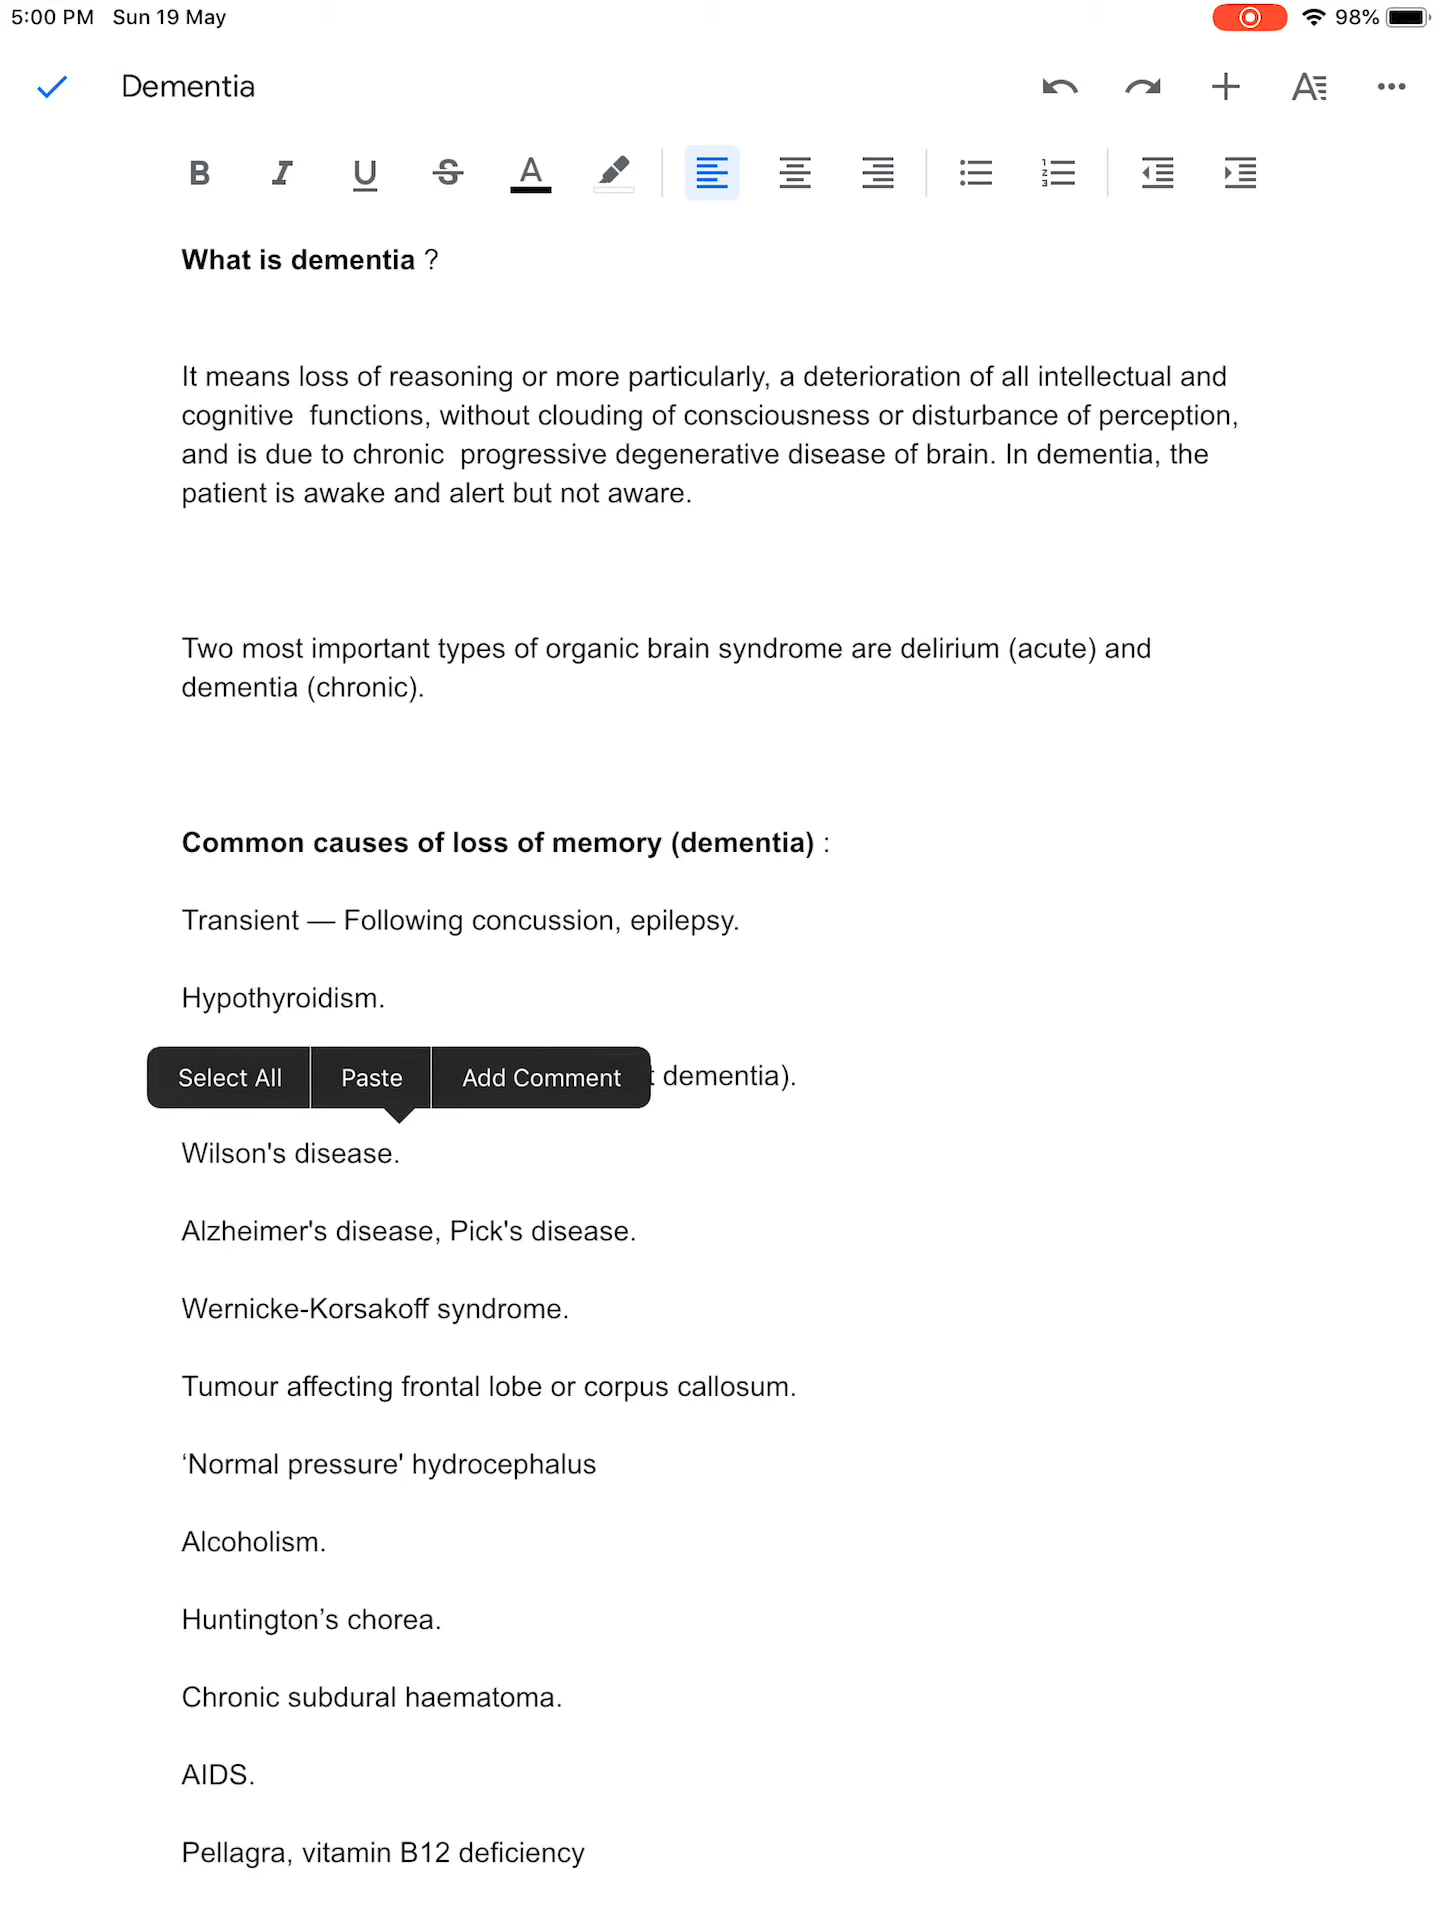 5:00 PM Sun 19 May 98%
Dementia
B I U S A
What is dementia ?
It means loss of reasoning or more particularly, a deterioration of all intellectual and
cognitive functions, without clouding of consciousness or disturbance of perception,
and is due to chronic progressive degenerative disease of brain. In dementia, the
patient is awake and alert but not aware.
Two most important types of organic brain syndrome are delirium (acute) and
dementia (chronic).
Common causes of loss of memory (dementia) :
Transient — Following concussion, epilepsy.
Hypothyroidism.
Select All Paste Add Comment dementia).
Wilson's disease.
Alzheimer's disease, Pick's disease.
Wernicke-Korsakoff syndrome.
Tumour affecting frontal lobe or corpus callosum.
‘Normal pressure' hydrocephalus
Alcoholism.
Huntington’s chorea.
Chronic subdural haematoma.
AIDS.
Pellagra, vitamin B12 deficiency